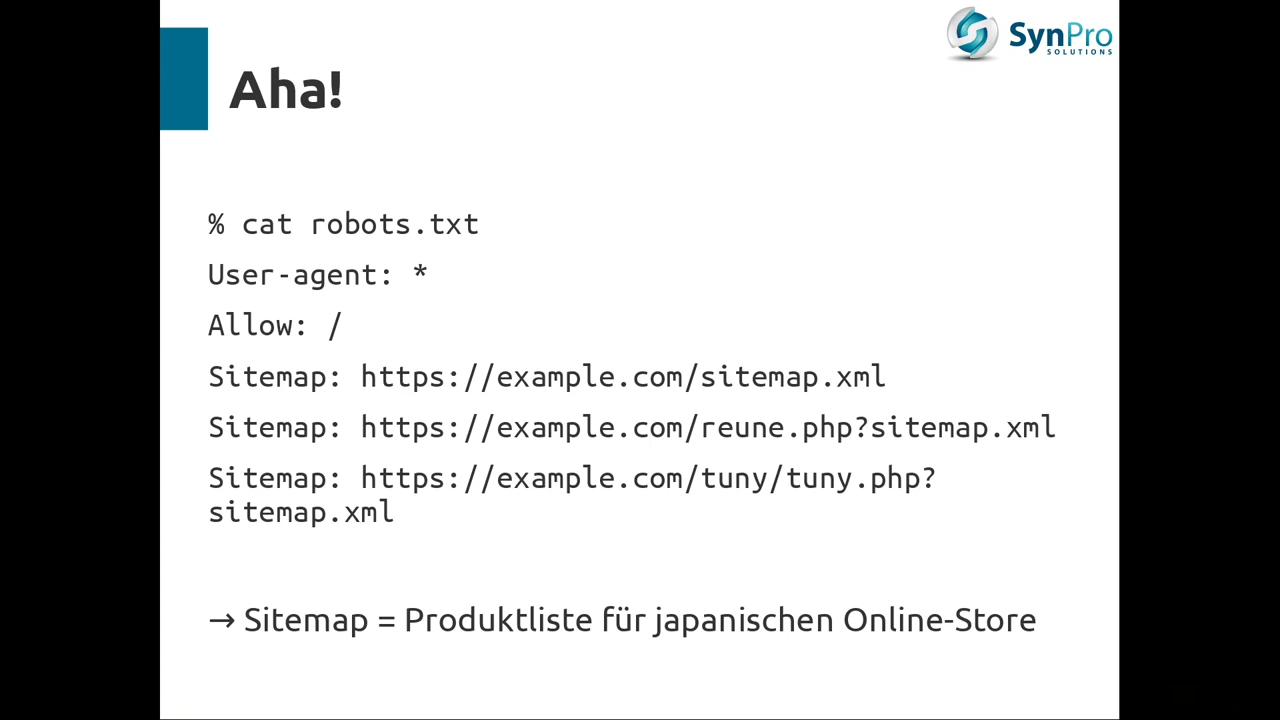 SynPro
SOLUTIONS
Aha!
% cat robots.txt
User-agent: *
Allow: /
Sitemap: https://example.com/sitemap.xml
Sitemap: https://example.com/reune.php?sitemap.xml
Sitemap: https://example.com/tuny/tuny.php?
sitemap.xml
→ Sitemap = Produktliste für japanischen Online-Store